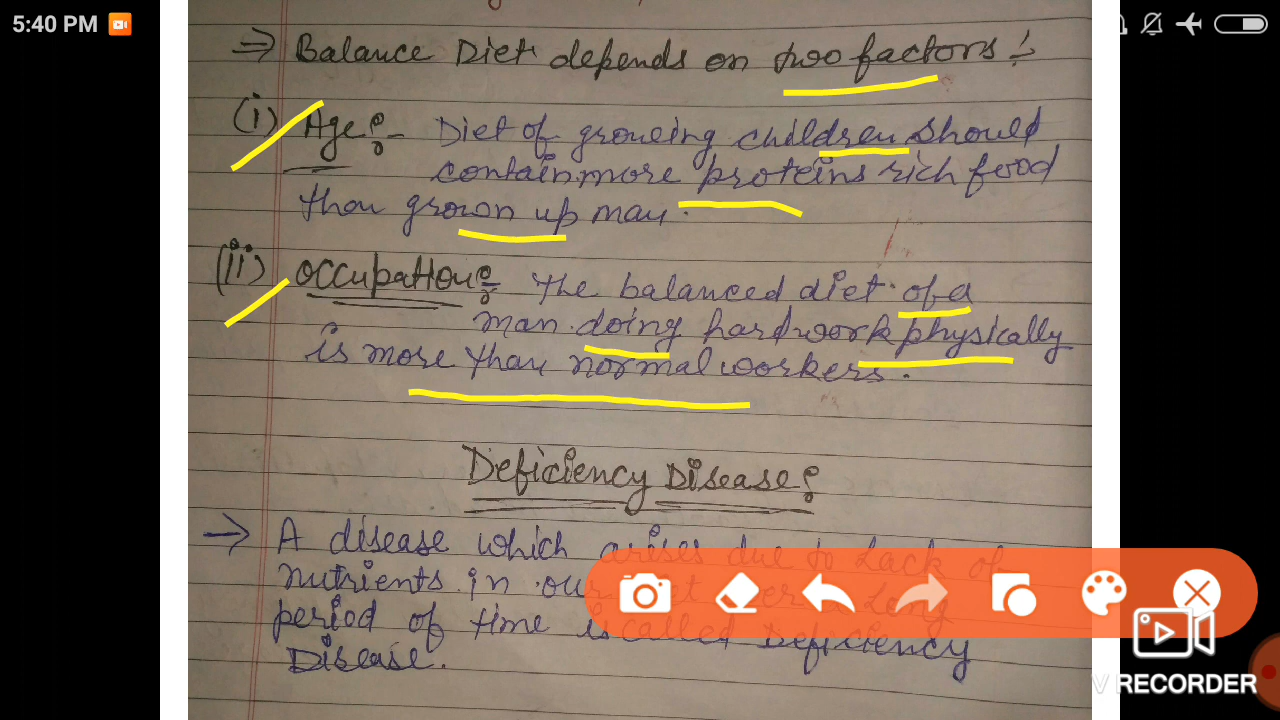 5:40 PM
⇒ Balance Diet depends on two factors:
(i) Age:- Diet of growing children should
contain more proteins rich food
than grown up man.
(ii) Occupation:- The balanced diet of a
man doing hardwork physically
is more than normal workers.
Deficiency Disease:
→ A disease which arises due to lack of
nutrients in our diet over a long
period of time is called Deficiency
Disease.
V RECORDER